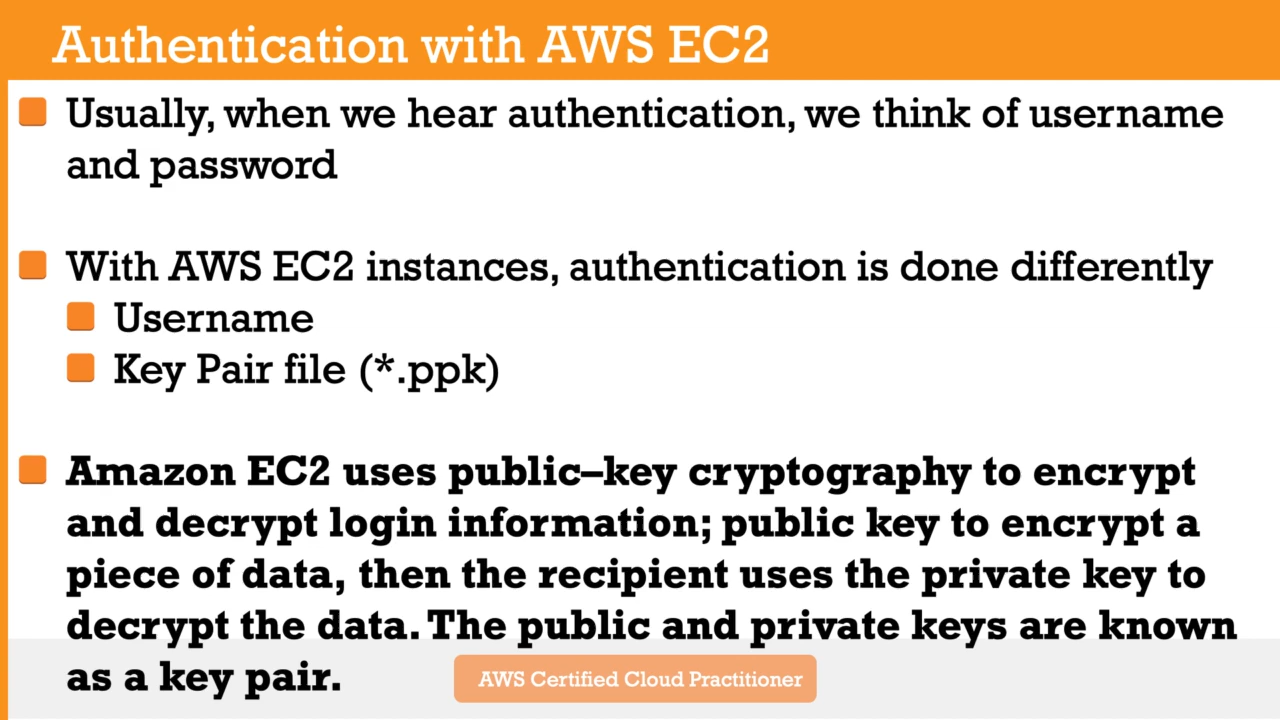 Authentication with AWS EC2
Usually, when we hear authentication, we think of username
and password
With AWS EC2 instances, authentication is done differently
Username
Key Pair file (*.ppk)
Amazon EC2 uses public–key cryptography to encrypt
and decrypt login information; public key to encrypt a
piece of data, then the recipient uses the private key to
decrypt the data. The public and private keys are known
as a key pair.
AWS Certified Cloud Practitioner